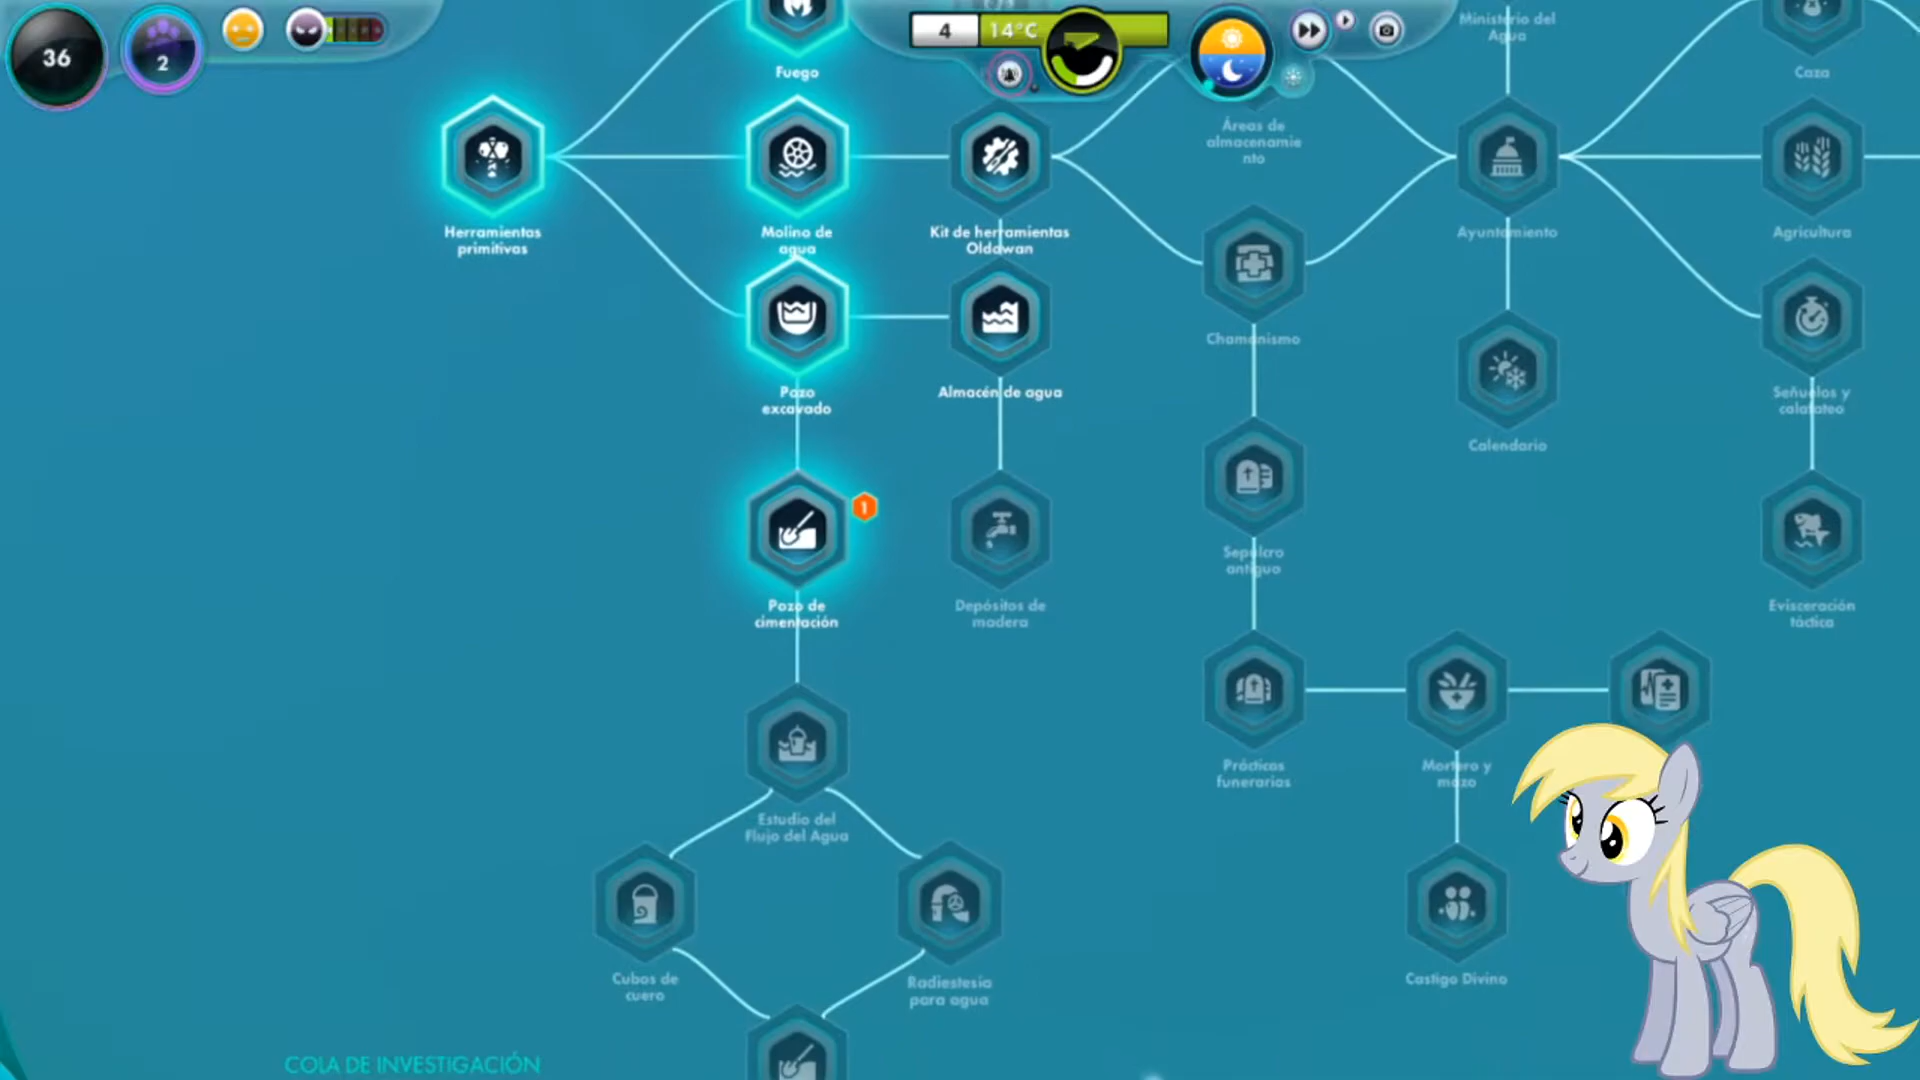 36
2
4
14°C
Ministerio del
Agua
Fuego
Caza
Áreas de
almacenamie
nto
Herramientas
primitivas
Molino de
agua
Kit de herramientas
Oldawan
Ayuntamiento
Agricultura
Chamanismo
Pozo
excavado
Almacén de agua
Señuelos y
calafateo
Calendario
1
Sepulcro
antiguo
Pozo de
cimentación
Depósitos de
madera
Evisceración
táctica
Prácticas
funerarias
Mortero y
mazo
Estudio del
Flujo del Agua
Cubos de
cuero
Radiestesia
para agua
Castigo Divino
COLA DE INVESTIGACIÓN